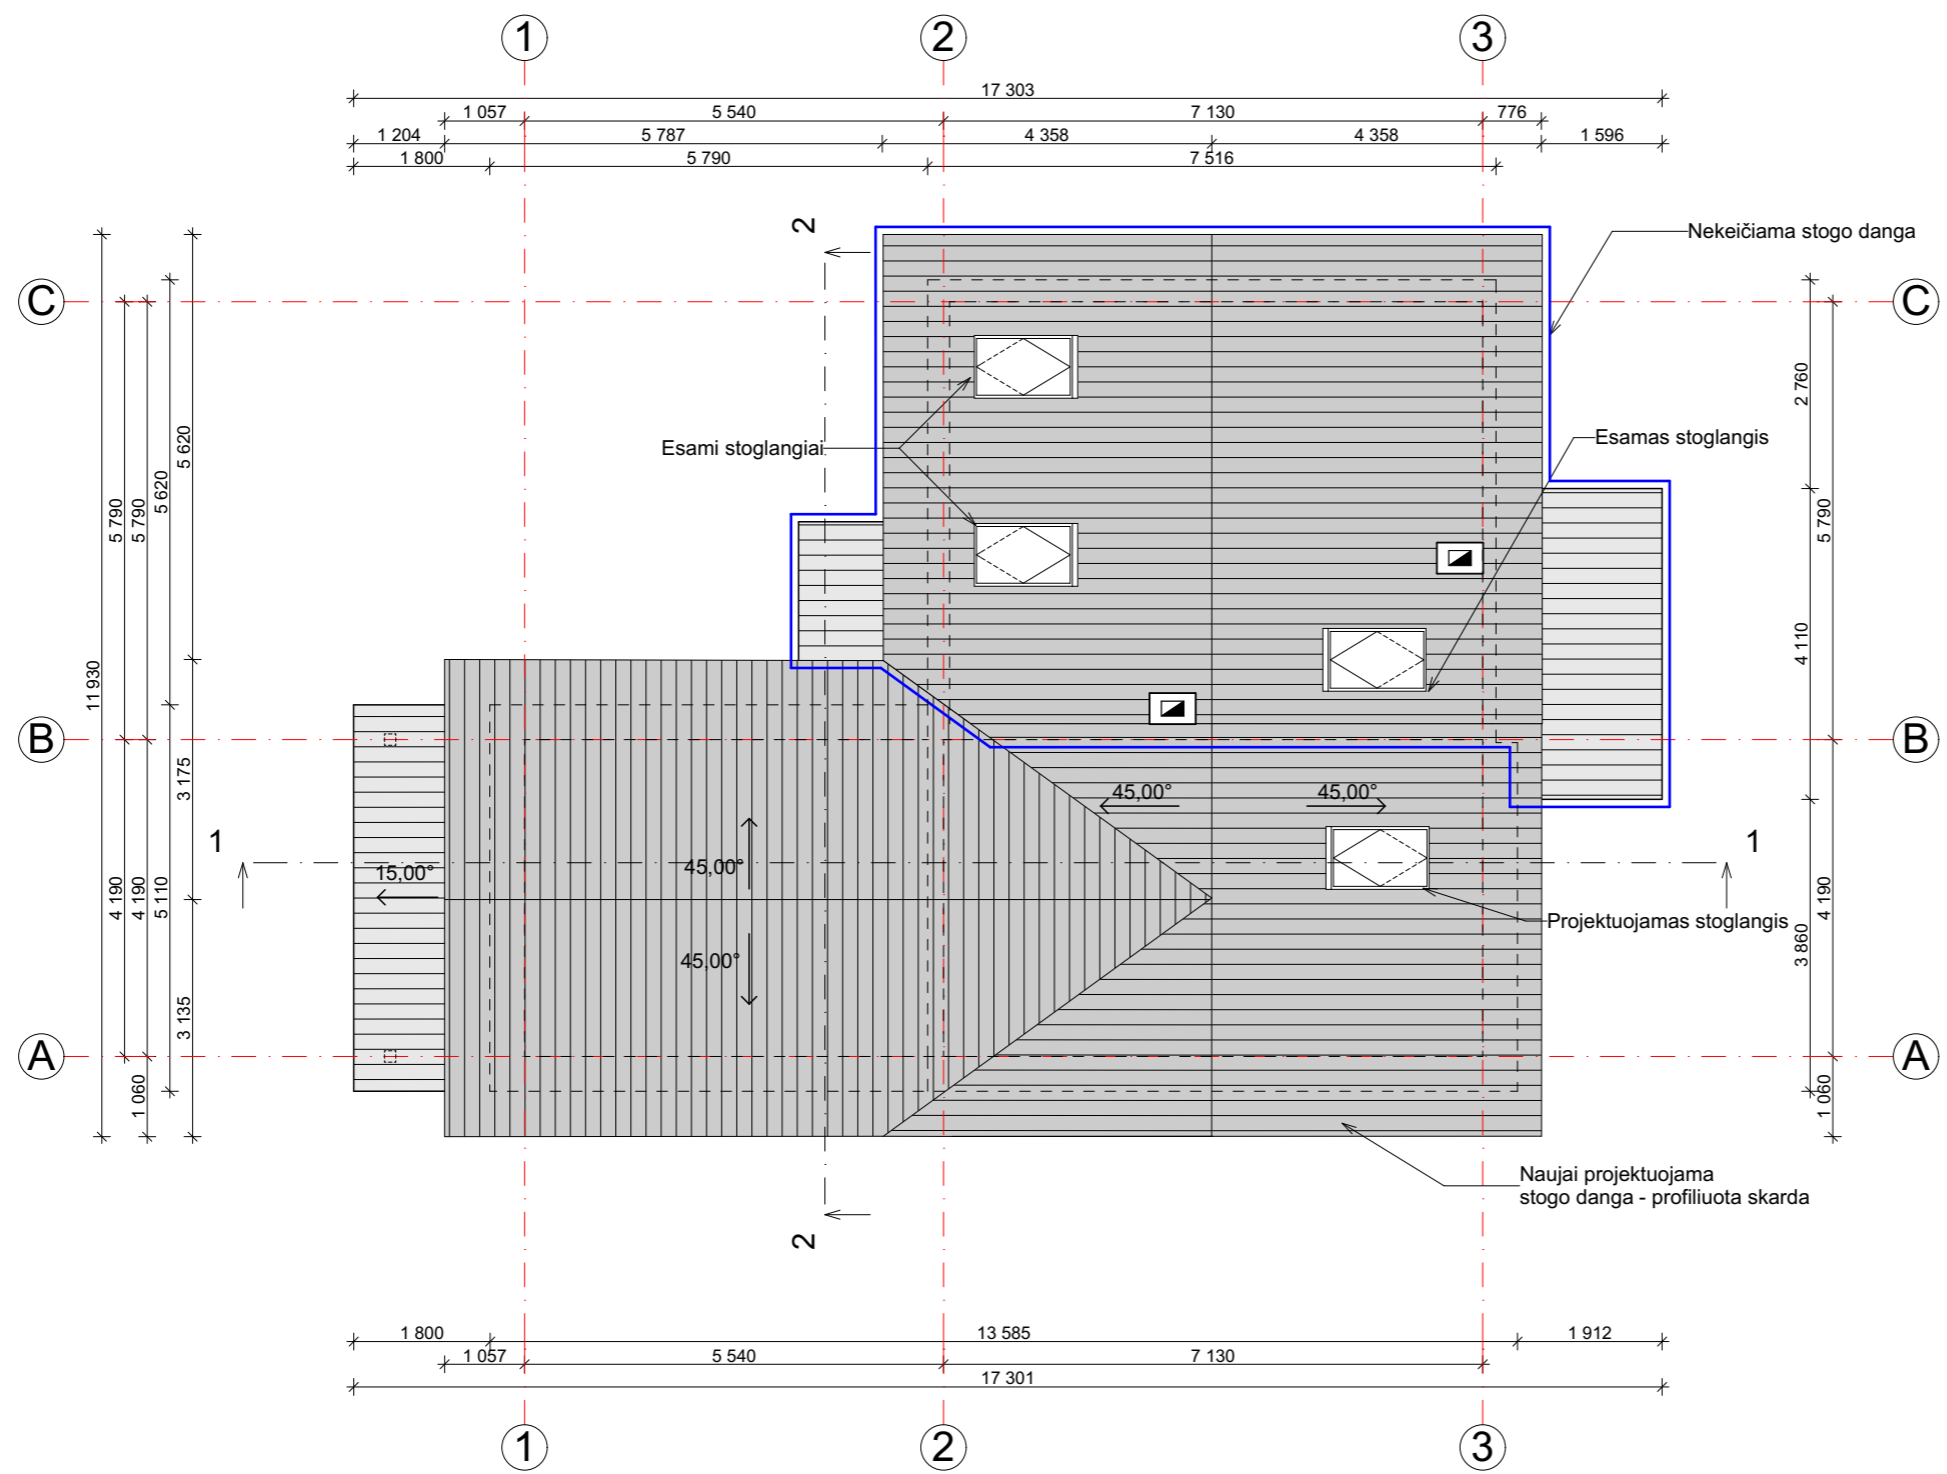 1 2 3
17 303
1 057 5 540 7 130 776
1 204 5 787 4 358 4 358 1 596
1 800 5 790 7 516
2
Nekeičiama stogo danga
C C
2 760
5 620
Esamas stoglangis
Esami stoglangiai
5 790 5 790 5 620
5 790
4 110
11 930
B B
3 175
45,00° 45,00°
1 1
45,00°
15,00°
4 190 4 190 5 110
4 190
Projektuojamas stoglangis
3 860
45,00°
3 135
A A
1 060
1 060
Naujai projektuojama
stogo danga - profiliuota skarda
2
1 800 13 585 1 912
1 057 5 540 7 130
17 301
1 2 3